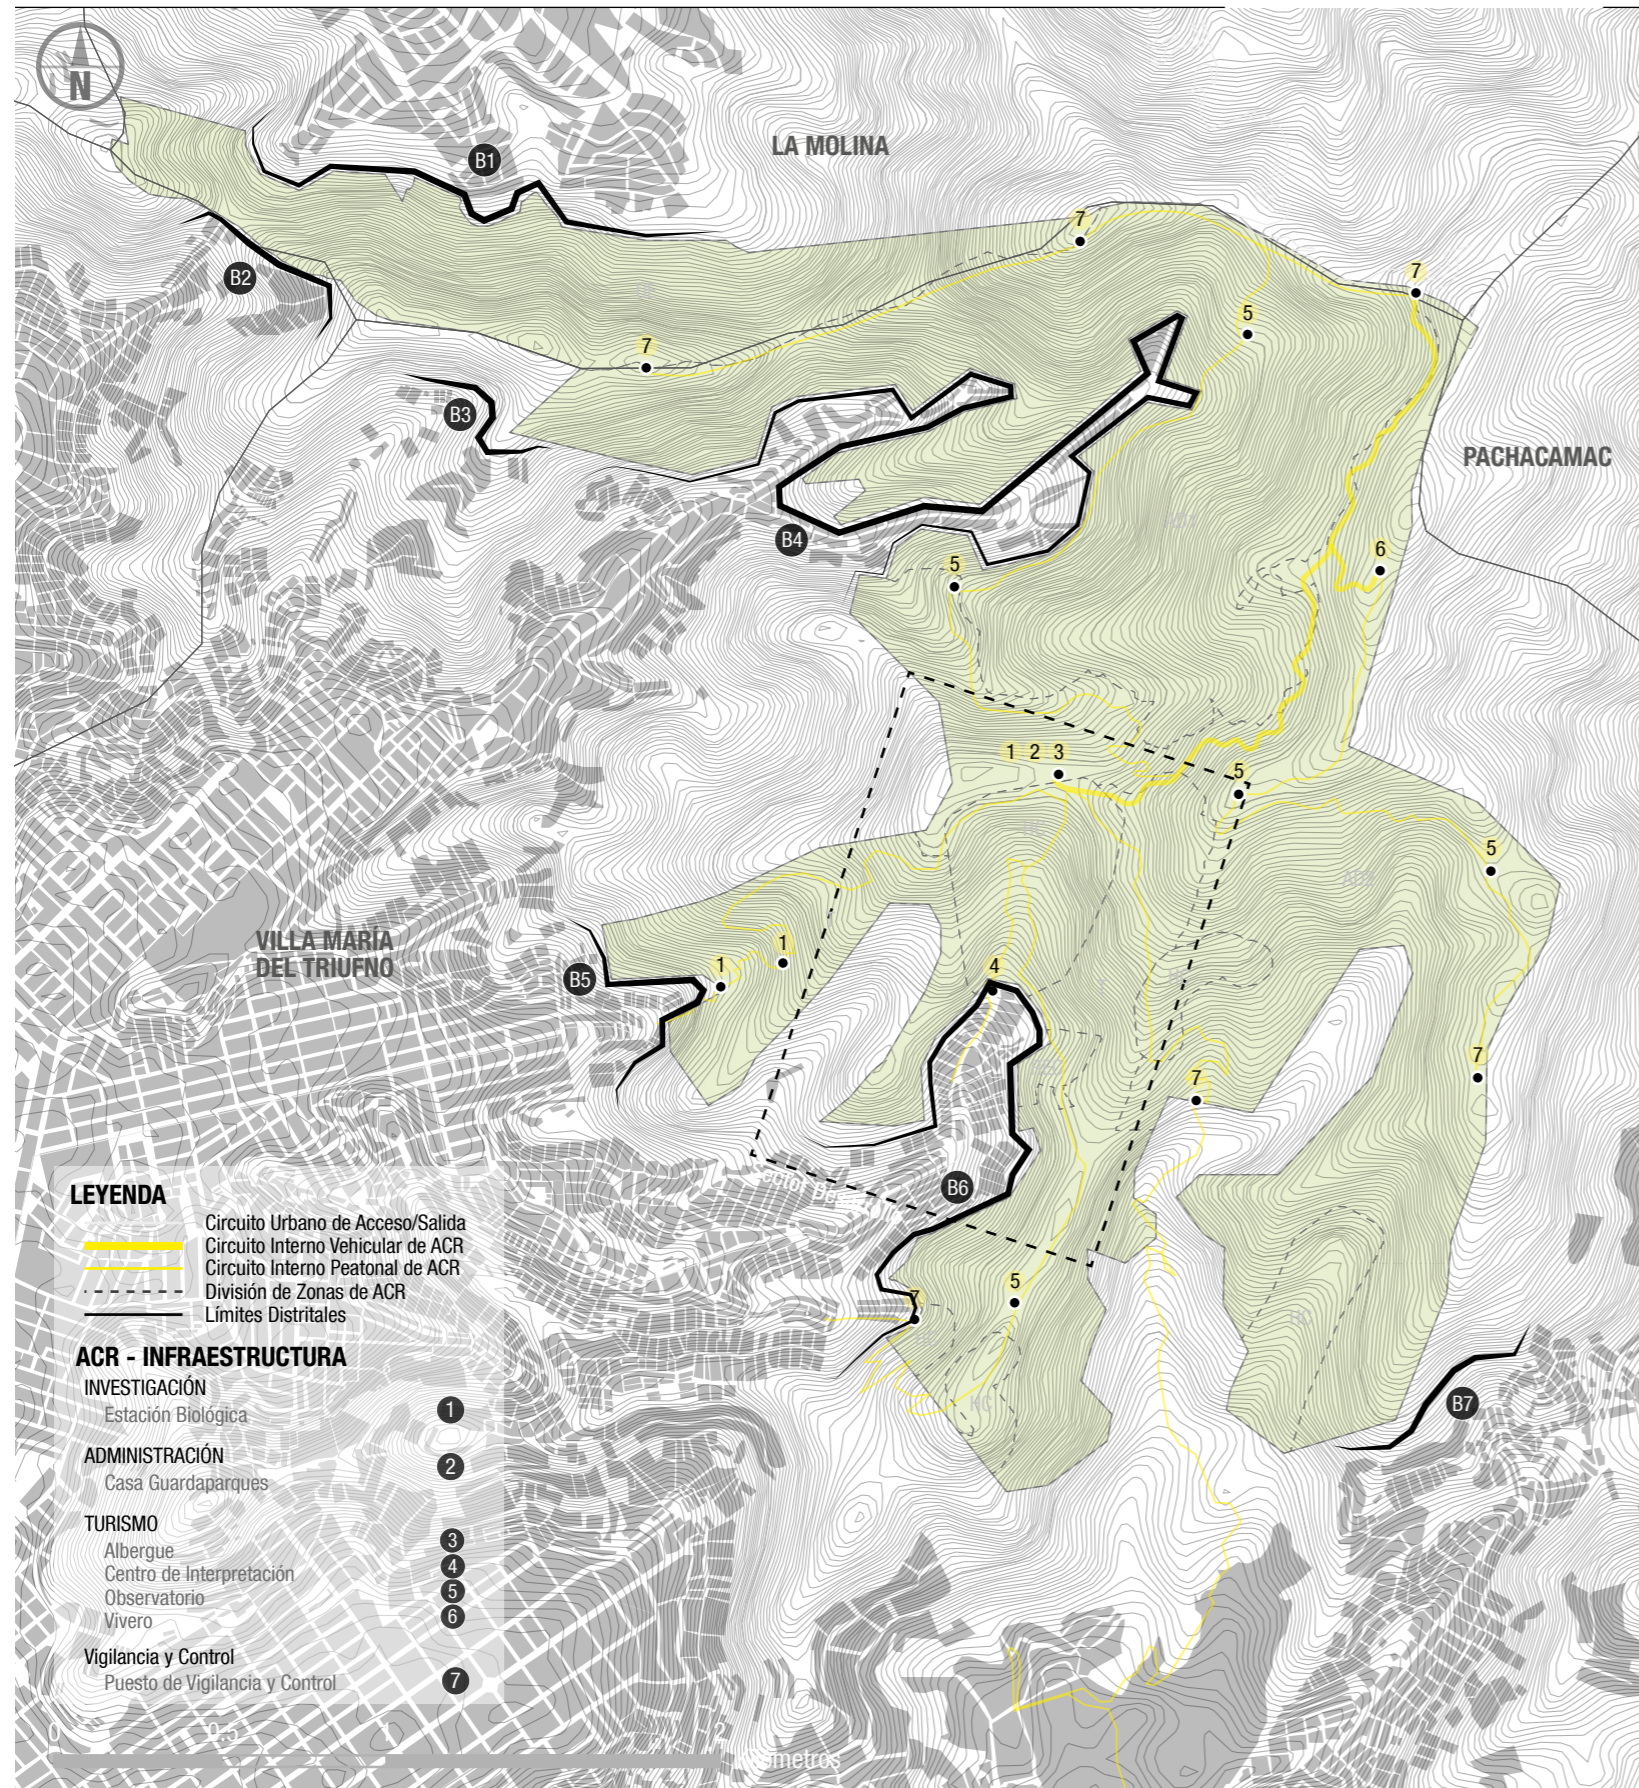 N
LA MOLINA
B1
7
B2
7
5
7
B3
PACHACAMAC
B4
6
5
1 2 3
5
HC
5
VILLA MARÍA
DEL TRIUFNO
1
B5
1
4
7
7
B6
5
7
HC
HC
B7
LEYENDA
Circuito Urbano de Acceso/Salida
Circuito Interno Vehicular de ACR
Circuito Interno Peatonal de ACR
División de Zonas de ACR
Límites Distritales
ACR - INFRAESTRUCTURA
INVESTIGACIÓN
Estación Biológica 1
ADMINISTRACIÓN
Casa Guardaparques 2
TURISMO
Albergue 3
Centro de Interpretación 4
Observatorio 5
Vivero 6
Vigilancia y Control
Puesto de Vigilancia y Control 7
0 0.5 1 2
Kilometros